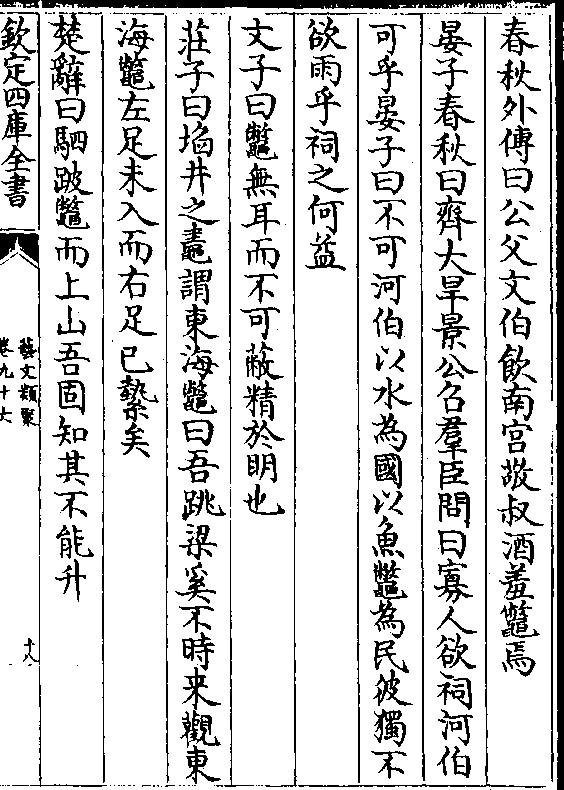 春秋外傳曰公父文伯飲南宫敬叔酒羞鼈焉
晏子春秋曰齊大旱景公召羣臣問曰寡人欲祠河伯
可乎晏子曰不可河伯以水為國以魚鼈為民彼獨不
欲雨乎祠之何益
文子曰鼈無耳而不可蔽精於明也
荘子曰埳井之鼃謂東海鼈曰吾跳梁奚不時来觀東
海鼈左足未入而右足已縶矣
楚辭曰駟跛鼈而上山吾固知其不能升
欽定四庫全書
藝文類聚
卷九十六
十八